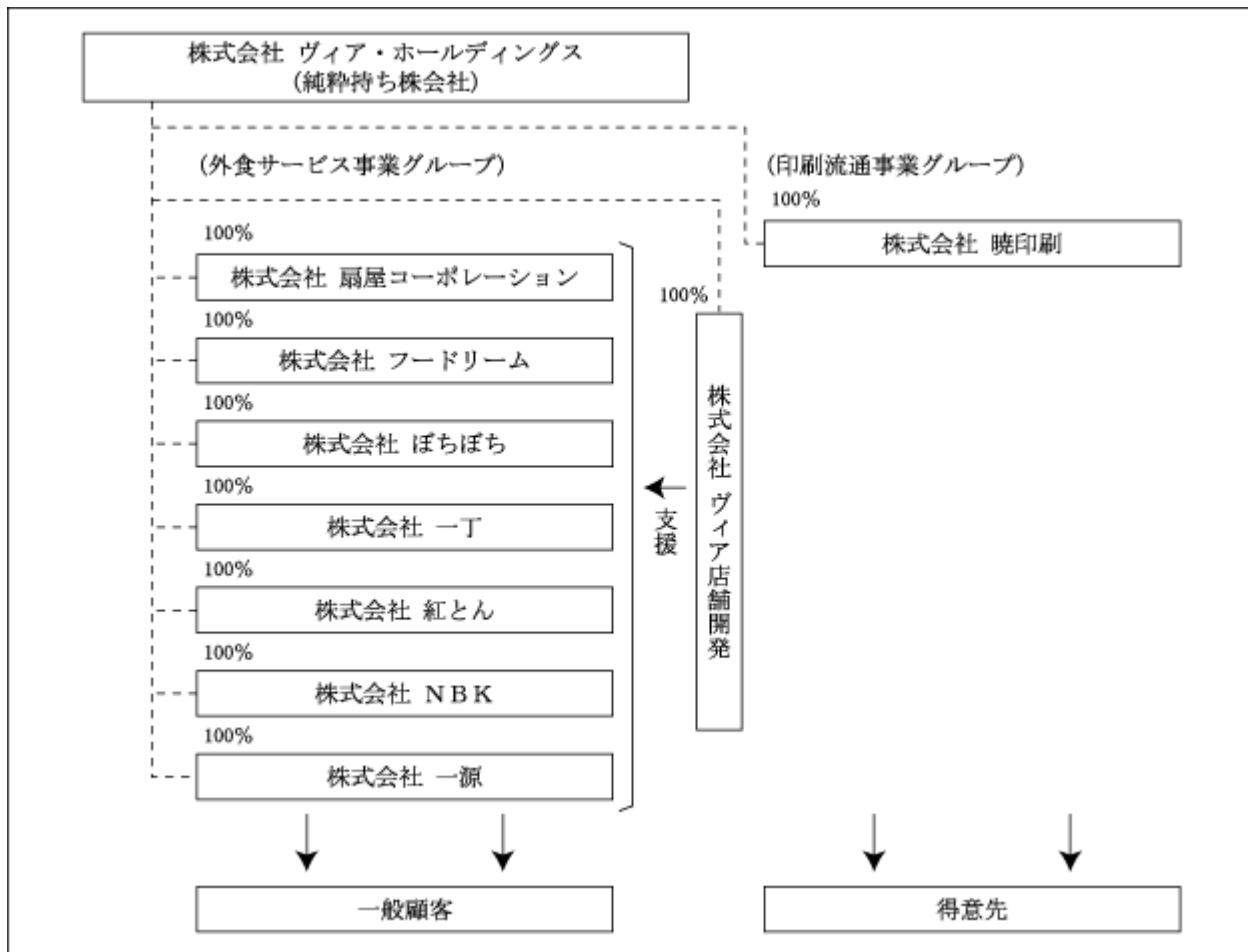 株式会社 ヴィア・ホールディングス
(純粋持ち株会社)
(外食サービス事業グループ)
(印刷流通事業グループ)
100%
株式会社 暁印刷
100%
株式会社 扇屋コーポレーション
100%
株式会社 フードリーム
100%
株式会社 ぼちぼち
100%
株式会社 一丁
100%
株式会社 紅とん
100%
株式会社 NBK
100%
株式会社 一源
支援
100%
株式会社 ヴィア店舗開発
一般顧客
得意先